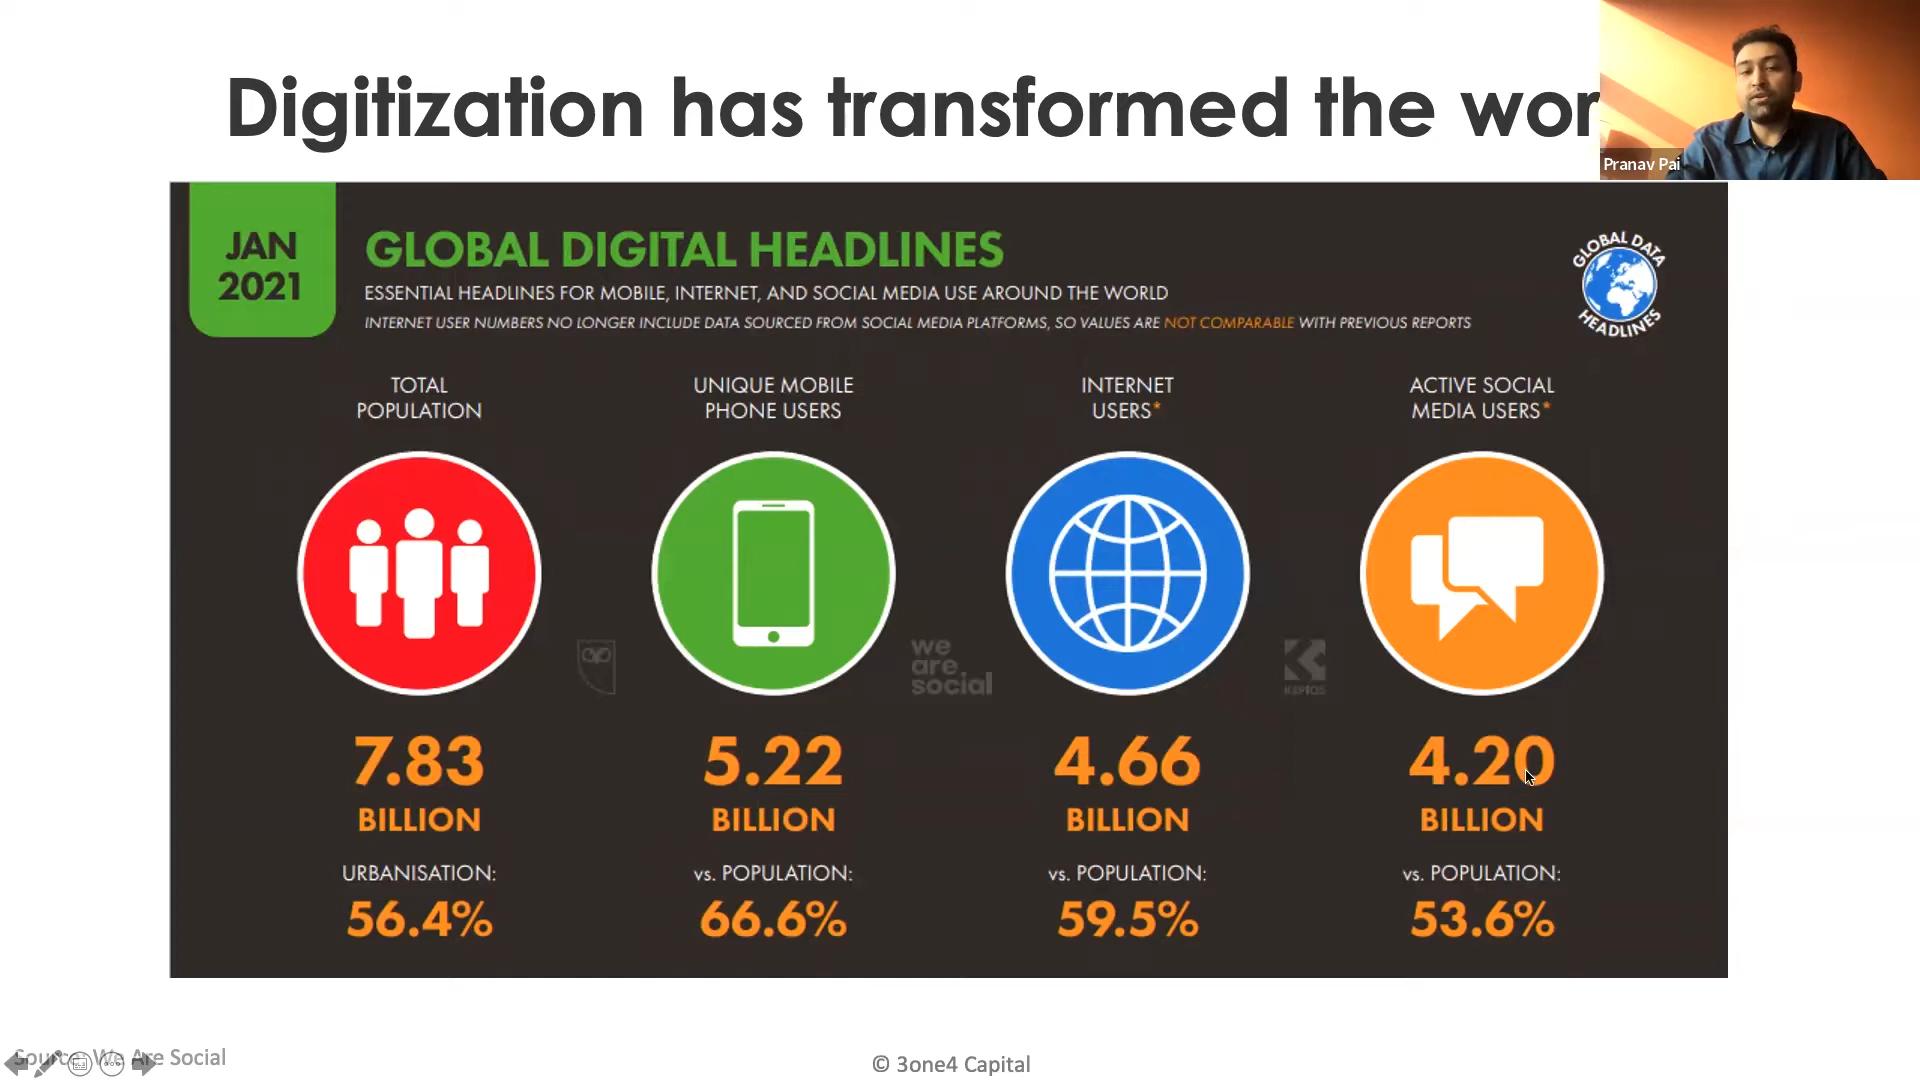 Digitization has transformed the wor
Pranav Pai
JAN
2021
GLOBAL DIGITAL HEADLINES
ESSENTIAL HEADLINES FOR MOBILE, INTERNET, AND SOCIAL MEDIA USE AROUND THE WORLD
INTERNET USER NUMBERS NO LONGER INCLUDE DATA SOURCED FROM SOCIAL MEDIA PLATFORMS, SO VALUES ARE NOT COMPARABLE WITH PREVIOUS REPORTS
GLOBAL DATA
HEADLINES
TOTAL
POPULATION
UNIQUE MOBILE
PHONE USERS
INTERNET
USERS*
ACTIVE SOCIAL
MEDIA USERS*
we
are
social
KEPIOS
7.83
BILLION
URBANISATION:
56.4%
5.22
BILLION
vs. POPULATION:
66.6%
4.66
BILLION
vs. POPULATION:
59.5%
4.20
BILLION
vs. POPULATION:
53.6%
Source: We Are Social
© 3one4 Capital